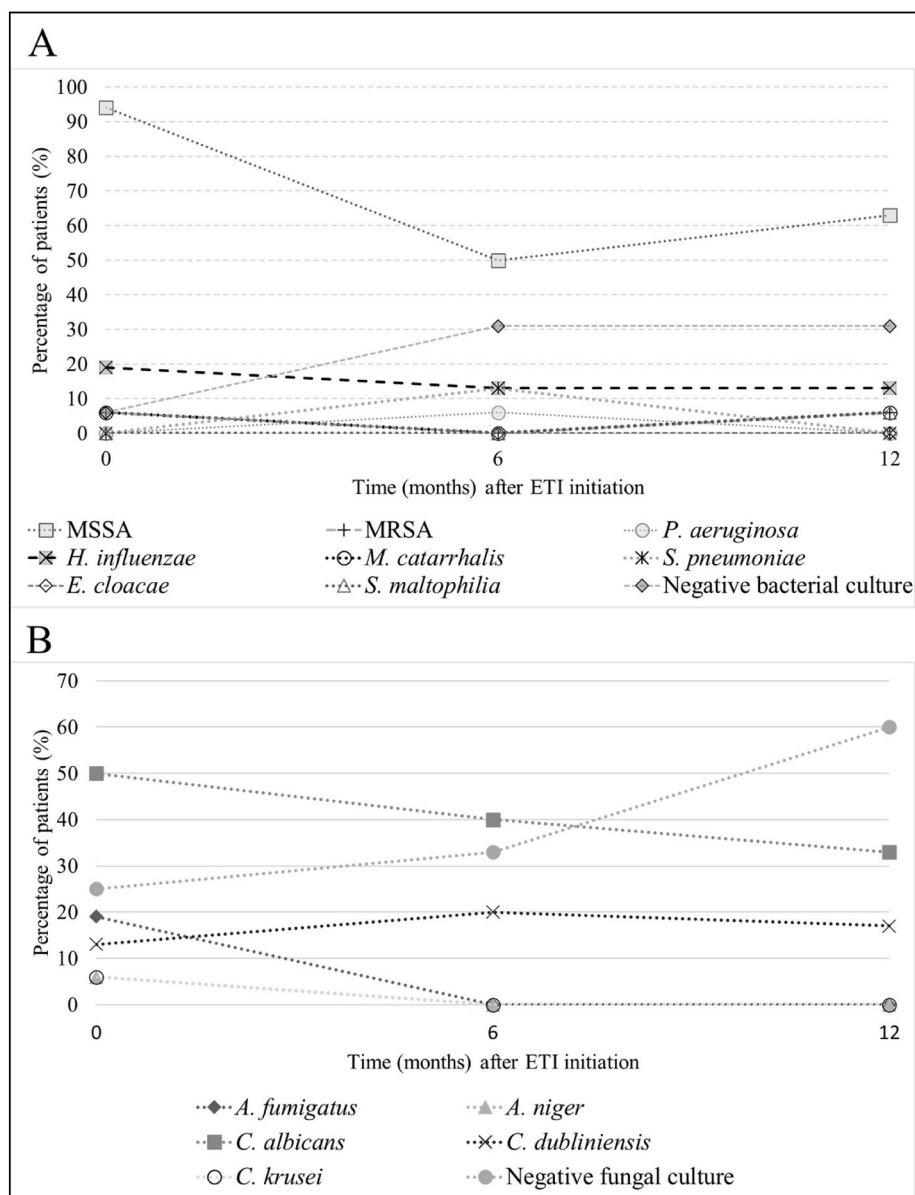 A
100
90
80
70
60
50
40
30
20
10
0
Percentage of patients (%)
0 6 12
Time (months) after ETI initiation
MSSA MRSA P. aeruginosa
H. influenzae M. catarrhalis S. pneumoniae
E. cloacae S. maltophilia Negative bacterial culture
B
70
60
50
40
30
20
10
0
Percentage of patients (%)
0 6 12
Time (months) after ETI initiation
A. fumigatus A. niger
C. albicans C. dubliniensis
C. krusei Negative fungal culture